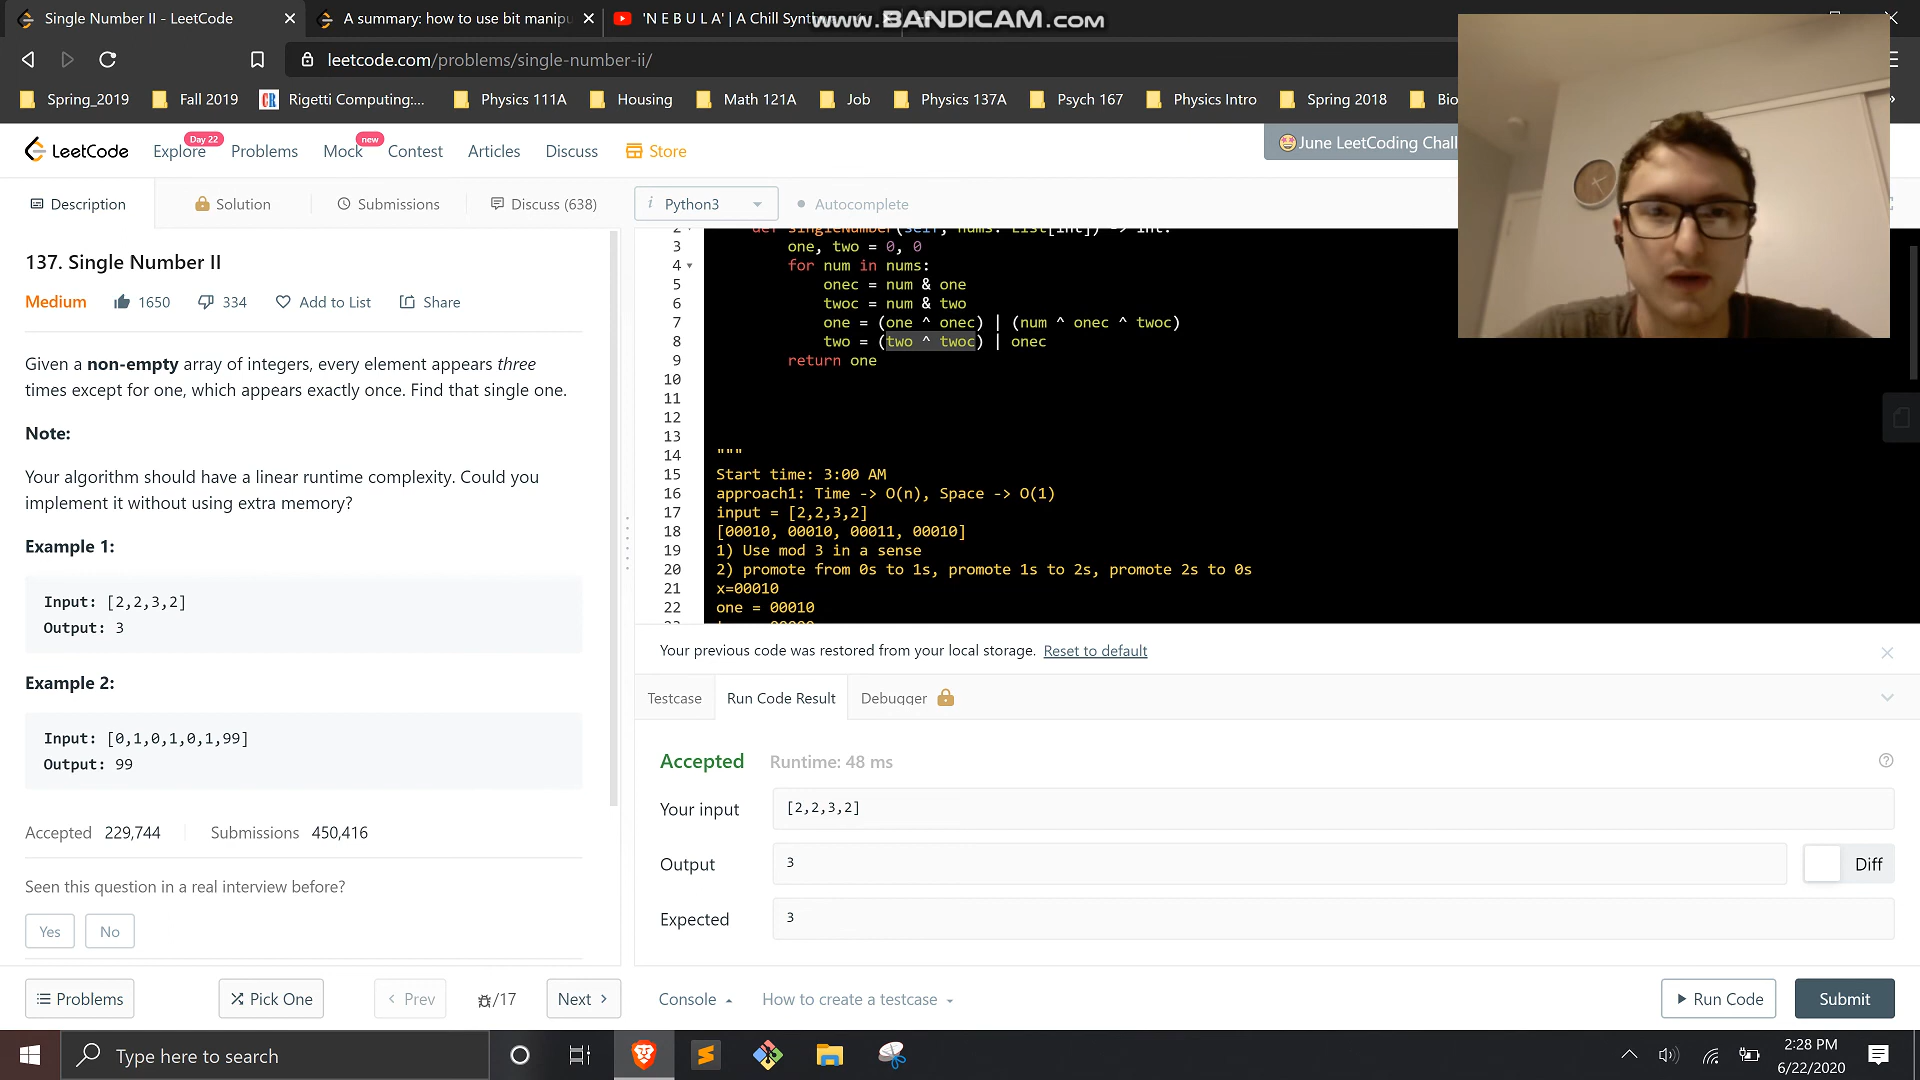 Single Number II - LeetCode
A summary: how to use bit manipu
'N E B U L A' | A Chill Synt
www.BANDICAM.com
leetcode.com/problems/single-number-ii/
Spring_2019
Fall 2019
CR
Rigetti Computing:...
Physics 111A
Housing
Math 121A
Job
Physics 137A
Psych 167
Physics Intro
Spring 2018
Bio
LeetCode
Explore
Day 22
Problems
Mock
new
Contest
Articles
Discuss
Store
June LeetCoding Chall
Description
Solution
Submissions
Discuss (638)
i Python3
Autocomplete
137. Single Number II
Medium
1650
334
Add to List
Share
Given a non-empty array of integers, every element appears three
times except for one, which appears exactly once. Find that single one.
Note:
Your algorithm should have a linear runtime complexity. Could you
implement it without using extra memory?
Example 1:
Input: [2,2,3,2]
Output: 3
Example 2:
Input: [0,1,0,1,0,1,99]
Output: 99
Accepted 229,744
Submissions 450,416
Seen this question in a real interview before?
Yes
No
2 def singleNumber(self, nums: List[int]) -> int:
3 one, two = 0, 0
4 for num in nums:
5 onec = num & one
6 twoc = num & two
7 one = (one ^ onec) | (num ^ onec ^ twoc)
8 two = (two ^ twoc) | onec
9 return one
10
11
12
13
14 """
15 Start time: 3:00 AM
16 approach1: Time -> O(n), Space -> O(1)
17 input = [2,2,3,2]
18 [00010, 00010, 00011, 00010]
19 1) Use mod 3 in a sense
20 2) promote from 0s to 1s, promote 1s to 2s, promote 2s to 0s
21 x=00010
22 one = 00010
Your previous code was restored from your local storage. Reset to default
Testcase
Run Code Result
Debugger
Accepted
Runtime: 48 ms
Your input
[2,2,3,2]
Output
3
Diff
Expected
3
Problems
Pick One
Prev
/17
Next
Console
How to create a testcase
Run Code
Submit
Type here to search
2:28 PM
6/22/2020